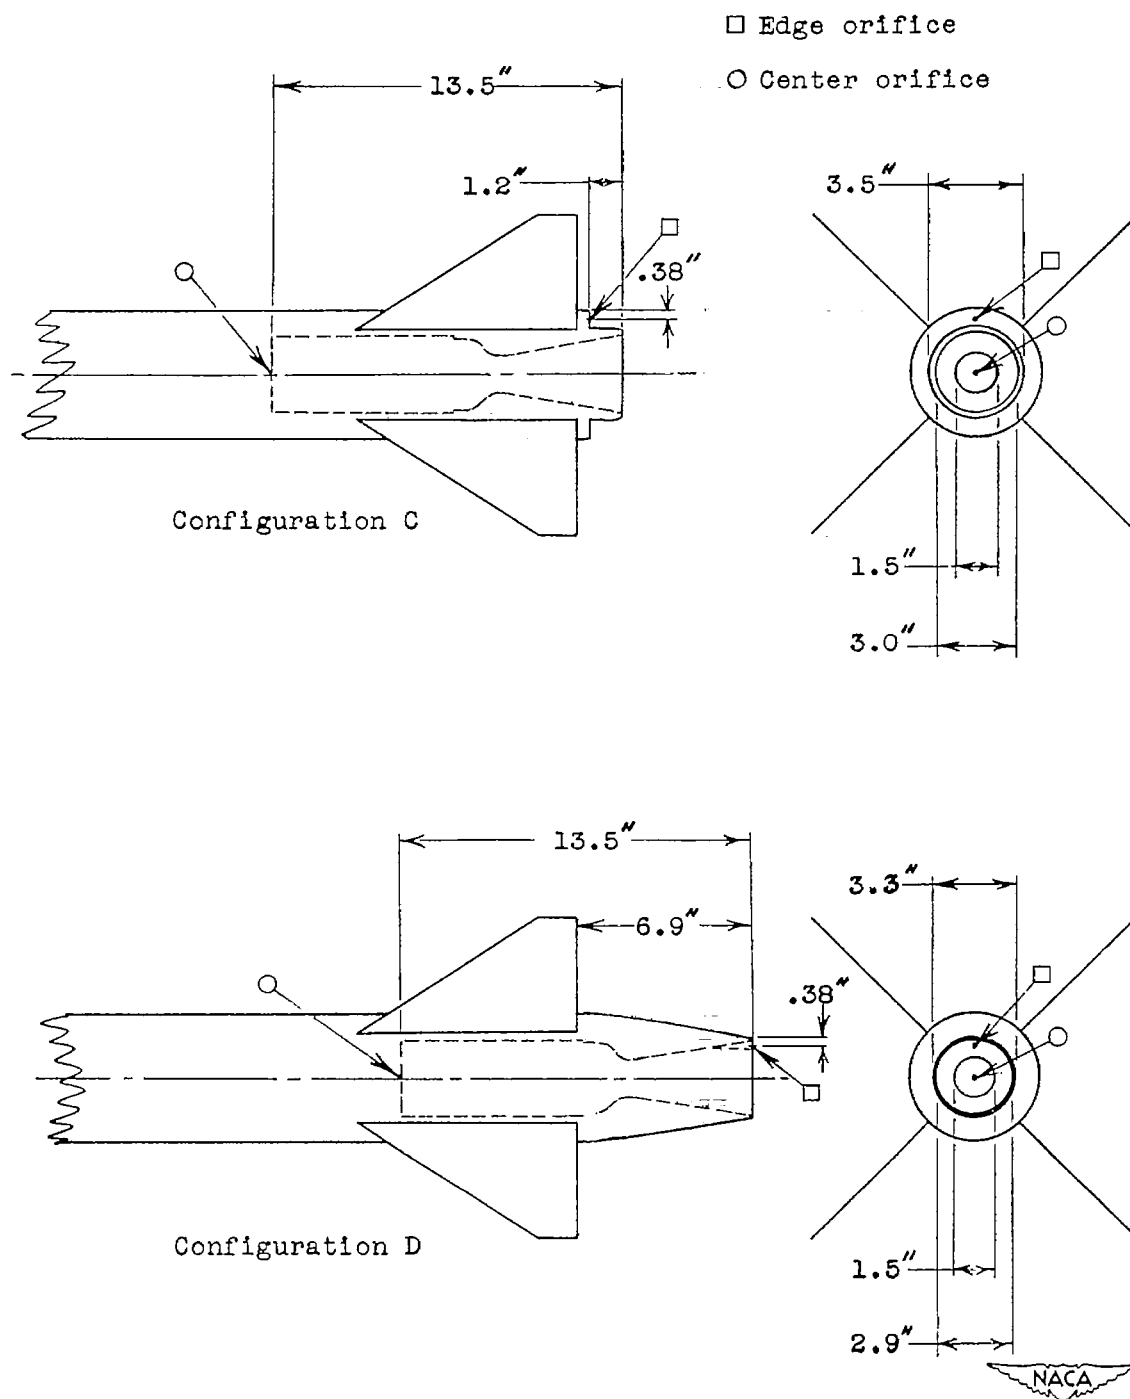 □ Edge orifice
○ Center orifice
13.5"
1.2"
.38"
3.5"
1.5"
3.0"
Configuration C
13.5"
6.9"
.38"
3.3"
1.5"
2.9"
Configuration D
NACA